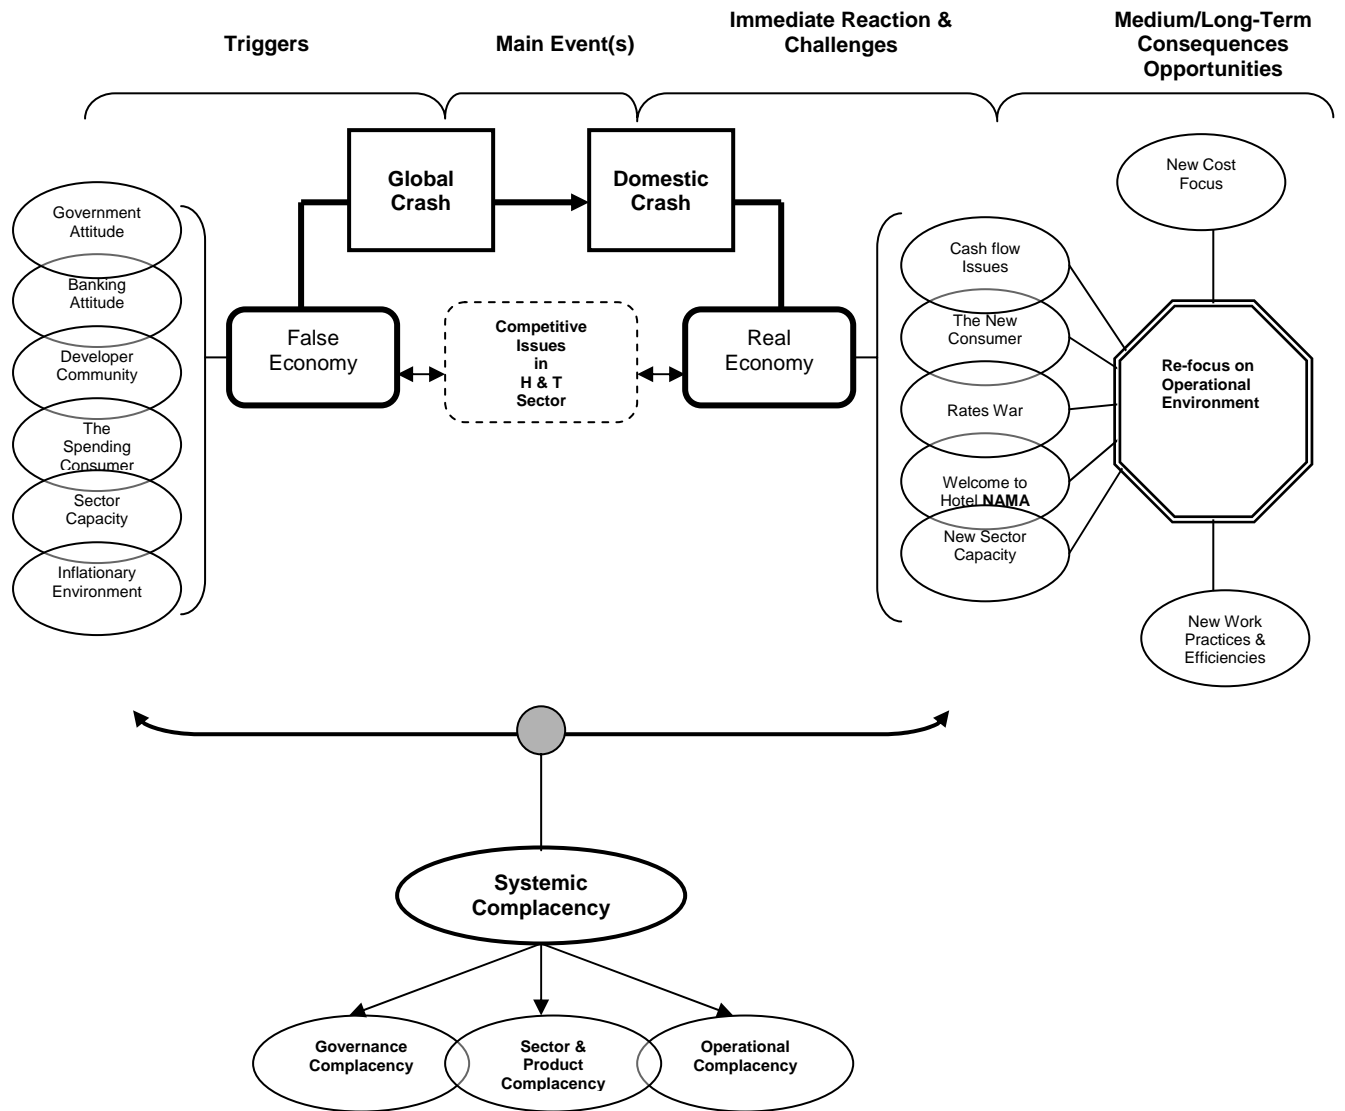 Triggers
Main Event(s)
Immediate Reaction &
Challenges
Medium/Long-Term
Consequences
Opportunities
Government
Attitude
Banking
Attitude
Developer
Community
The
Spending
Consumer
Sector
Capacity
Inflationary
Environment
False
Economy
Global
Crash
Domestic
Crash
Competitive
Issues
in
H & T
Sector
Real
Economy
Cash flow
Issues
The New
Consumer
Rates War
Welcome to
Hotel NAMA
New Sector
Capacity
New Cost
Focus
Re-focus on
Operational
Environment
New Work
Practices &
Efficiencies
Systemic
Complacency
Governance
Complacency
Sector &
Product
Complacency
Operational
Complacency